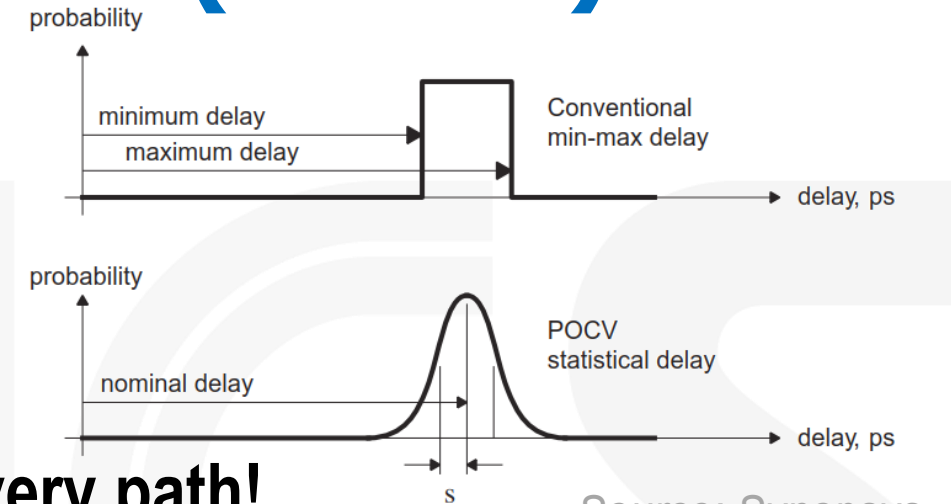 probability
minimum delay
maximum delay
Conventional
min-max delay
delay, ps
probability
nominal delay
POCV
statistical delay
delay, ps
very path!
s